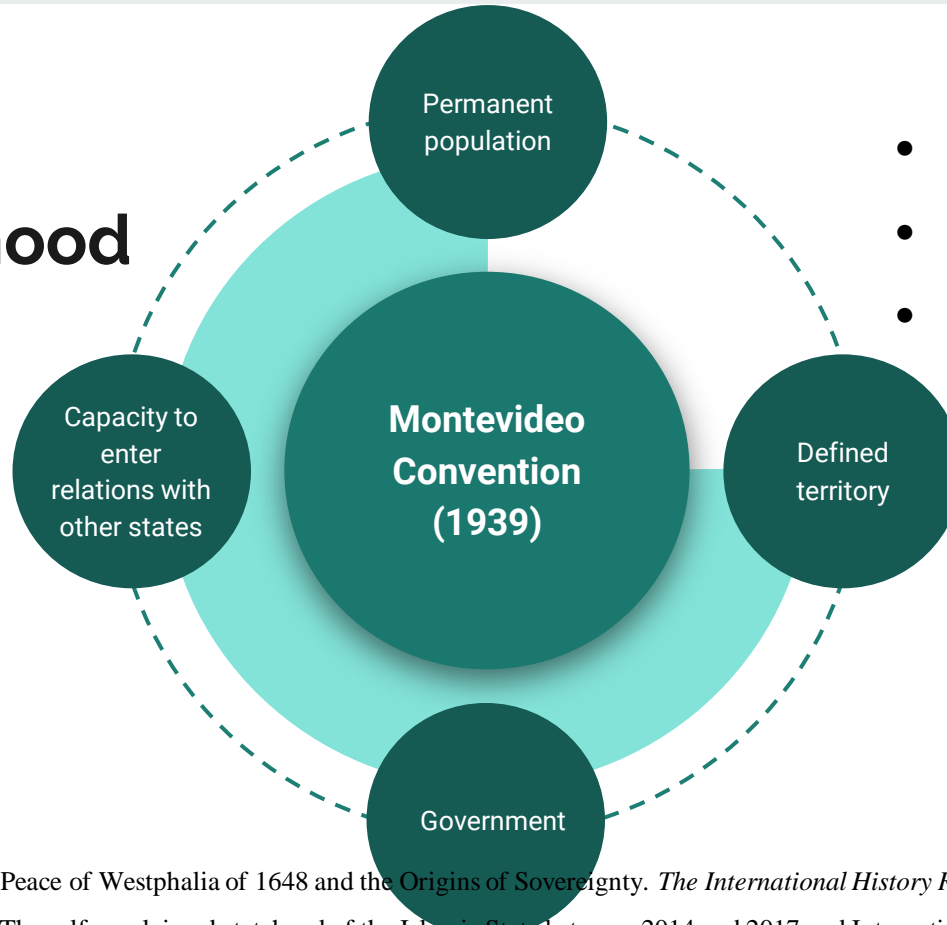 Permanent
population
hood
Capacity to
enter
relations with
other states
Montevideo
Convention
(1939)
Defined
territory
Government
Peace of Westphalia of 1648 and the Origins of Sovereignty. The International History R